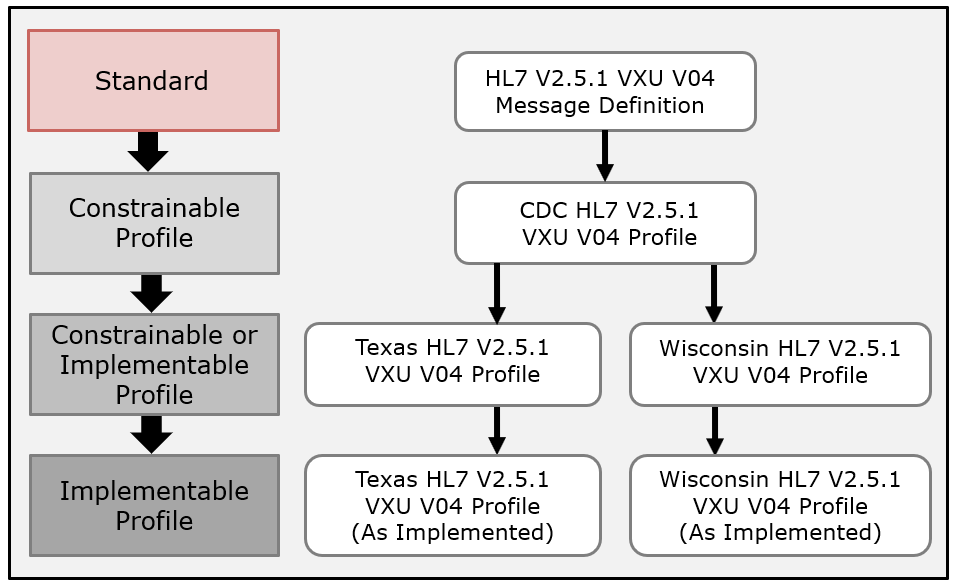 Standard
Constrainable
Profile
Constrainable or
Implementable
Profile
Implementable
Profile
HL7 V2.5.1 VXU V04
Message Definition
CDC HL7 V2.5.1
VXU V04 Profile
Texas HL7 V2.5.1
VXU V04 Profile
Wisconsin HL7 V2.5.1
VXU V04 Profile
Texas HL7 V2.5.1
VXU V04 Profile
(As Implemented)
Wisconsin HL7 V2.5.1
VXU V04 Profile
(As Implemented)